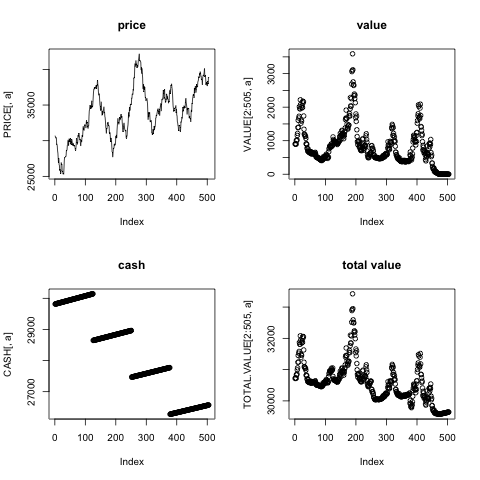 price
PRICE[, a]
25000
35000
0 100 200 300 400 500
Index
value
VALUE[2:505, a]
0 1000 2000 3000
0 100 200 300 400 500
Index
cash
CASH[, a]
27000
29000
0 100 200 300 400 500
Index
total value
TOTAL.VALUE[2:505, a]
30000
32000
0 100 200 300 400 500
Index